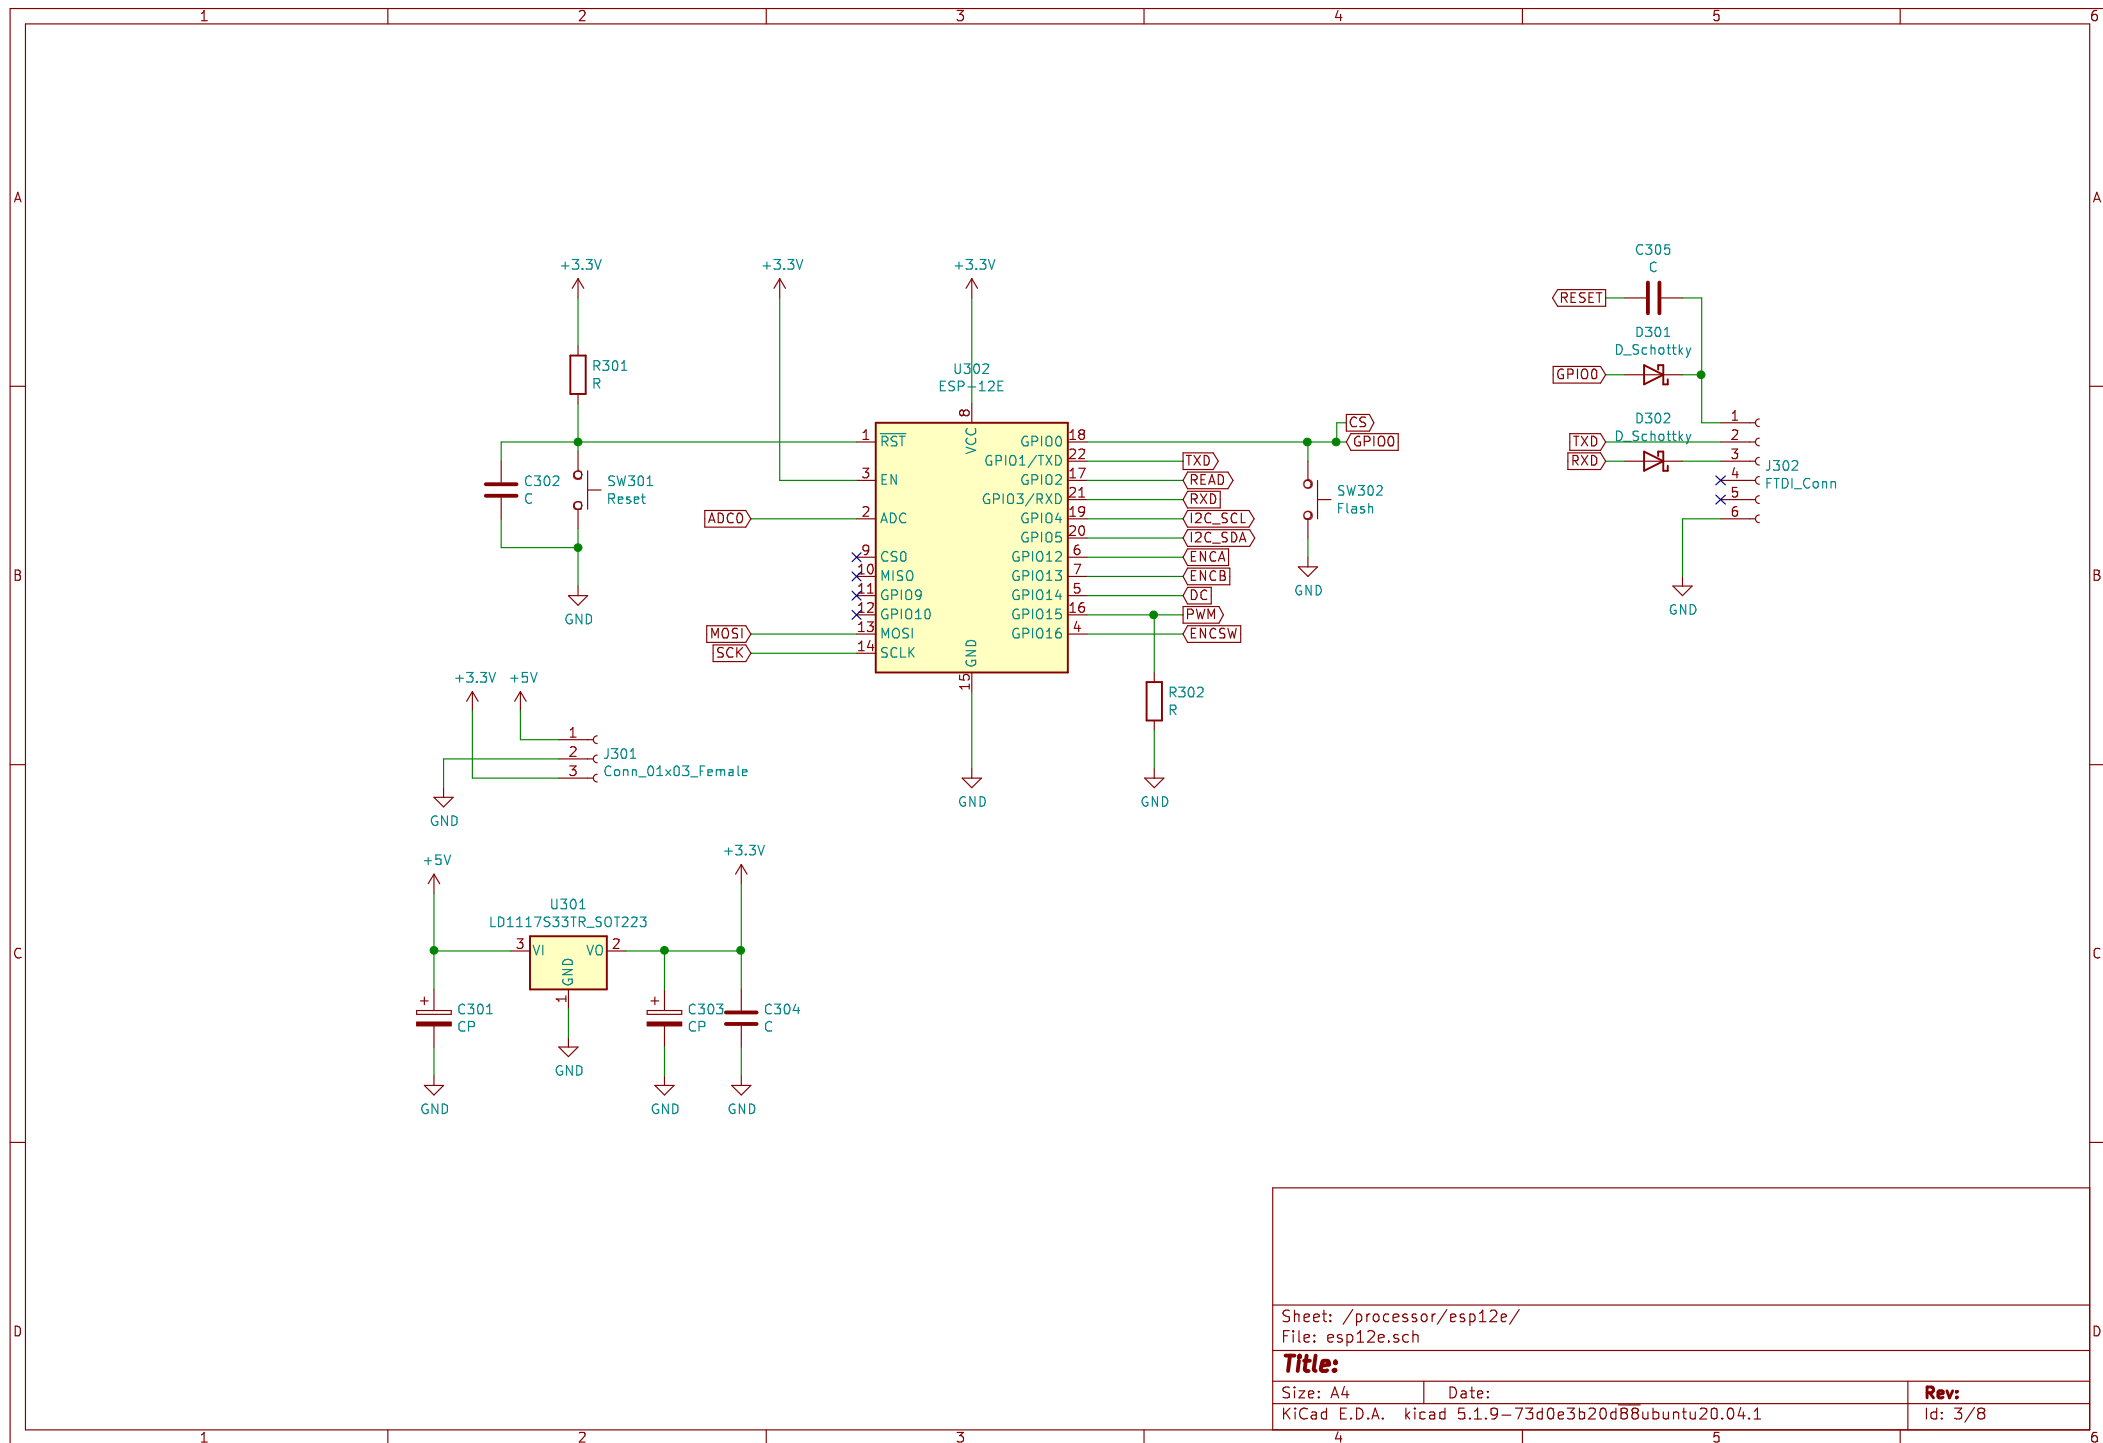 1 2 3 4 5 6
A A
B B
C C
D D
+3.3V
+3.3V
+3.3V
R301
R
U302
ESP-12E
C302
C
SW301
Reset
GND
ADC0
MOSI
SCK
1 RST
3 EN
2 ADC
9 CS0
10 MISO
11 GPIO9
12 GPIO10
13 MOSI
14 SCLK
8 VCC
15 GND
GPIO0 18
GPIO1/TXD 22
GPIO2 17
GPIO3/RXD 21
GPIO4 19
GPIO5 20
GPIO12 6
GPIO13 7
GPIO14 5
GPIO15 16
GPIO16 4
CS
GPIO0
TXD
READ
RXD
I2C_SCL
I2C_SDA
ENCA
ENCB
DC
PWM
ENCSW
SW302
Flash
GND
R302
R
GND
GND
C305
C
RESET
D301
D_Schottky
GPIO0
D302
D_Schottky
TXD
RXD
1
2
3
4
5
6
J302
FTDI_Conn
GND
+3.3V +5V
1
2
3
J301
Conn_01x03_Female
GND
+5V
+3.3V
U301
LD1117S33TR_SOT223
3 VI VO 2
GND
1
GND
+
C301
CP
GND
+
C303
CP
GND
C304
C
GND
Sheet: /processor/esp12e/
File: esp12e.sch
Title:
Size: A4 Date: Rev:
KiCad E.D.A. kicad 5.1.9-73d0e3b20d88ubuntu20.04.1 Id: 3/8
1 2 3 4 5 6